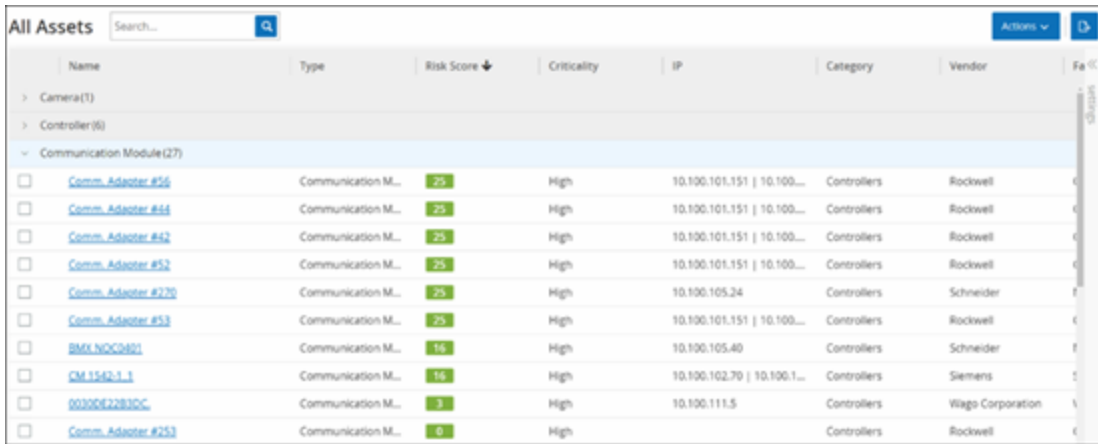 All Assets Search... Actions
Name Type Risk Score Criticality IP Category Vendor Fa
settings
Camera(1)
Controller(6)
Communication Module(27)
Comm. Adapter #56 Communication M... 25 High 10.100.101.151 | 10.100.... Controllers Rockwell
Comm. Adapter #44 Communication M... 25 High 10.100.101.151 | 10.100.... Controllers Rockwell
Comm. Adapter #42 Communication M... 25 High 10.100.101.151 | 10.100.... Controllers Rockwell
Comm. Adapter #52 Communication M... 25 High 10.100.101.151 | 10.100.... Controllers Rockwell
Comm. Adapter #270 Communication M... 25 High 10.100.105.24 Controllers Schneider
Comm. Adapter #53 Communication M... 25 High 10.100.101.151 | 10.100.... Controllers Rockwell
BMX NOC0401 Communication M... 16 High 10.100.105.40 Controllers Schneider
CM 1542-1_1 Communication M... 16 High 10.100.102.70 | 10.100.1... Controllers Siemens
0030DE22B3DC. Communication M... 3 High 10.100.111.5 Controllers Wago Corporation
Comm. Adapter #253 Communication M... 0 High Controllers Rockwell